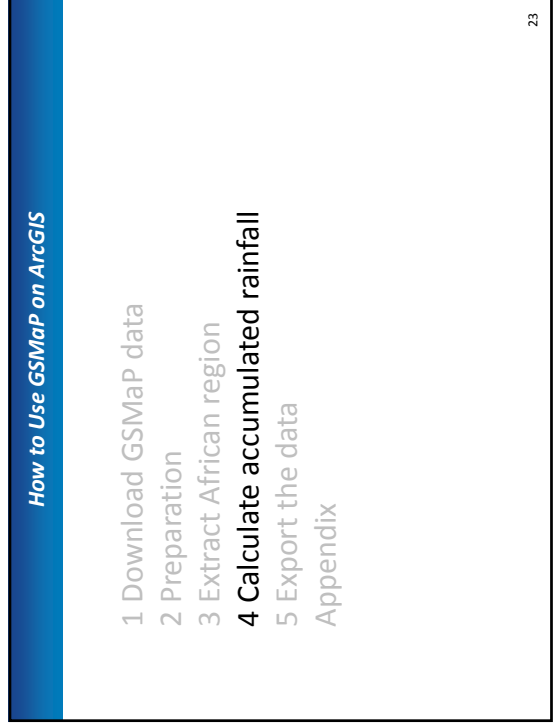 How to Use GSMaP on ArcGIS
1 Download GSMaP data
2 Preparation
3 Extract African region
4 Calculate accumulated rainfall
5 Export the data
Appendix
23